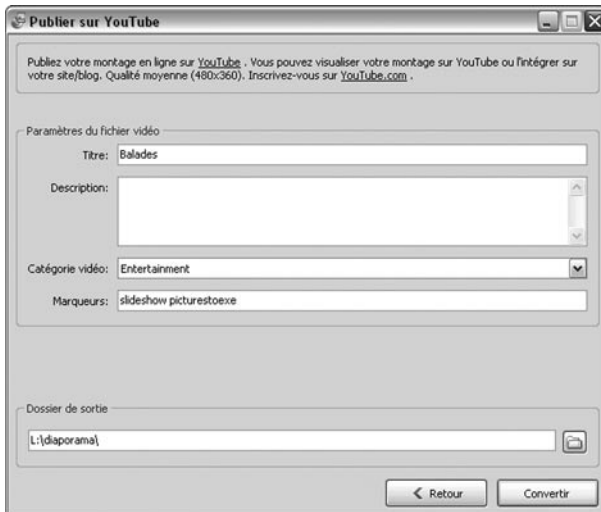 Publier sur YouTube
Publiez votre montage en ligne sur YouTube . Vous pouvez visualiser votre montage sur YouTube ou l'intégrer sur
votre site/blog. Qualité moyenne (480x360). Inscrivez-vous sur YouTube.com .
Paramètres du fichier vidéo
Titre: Balades
Description:
Catégorie vidéo: Entertainment
Marqueurs: slideshow picturestoexe
Dossier de sortie
L:\diaporama\
Retour Convertir